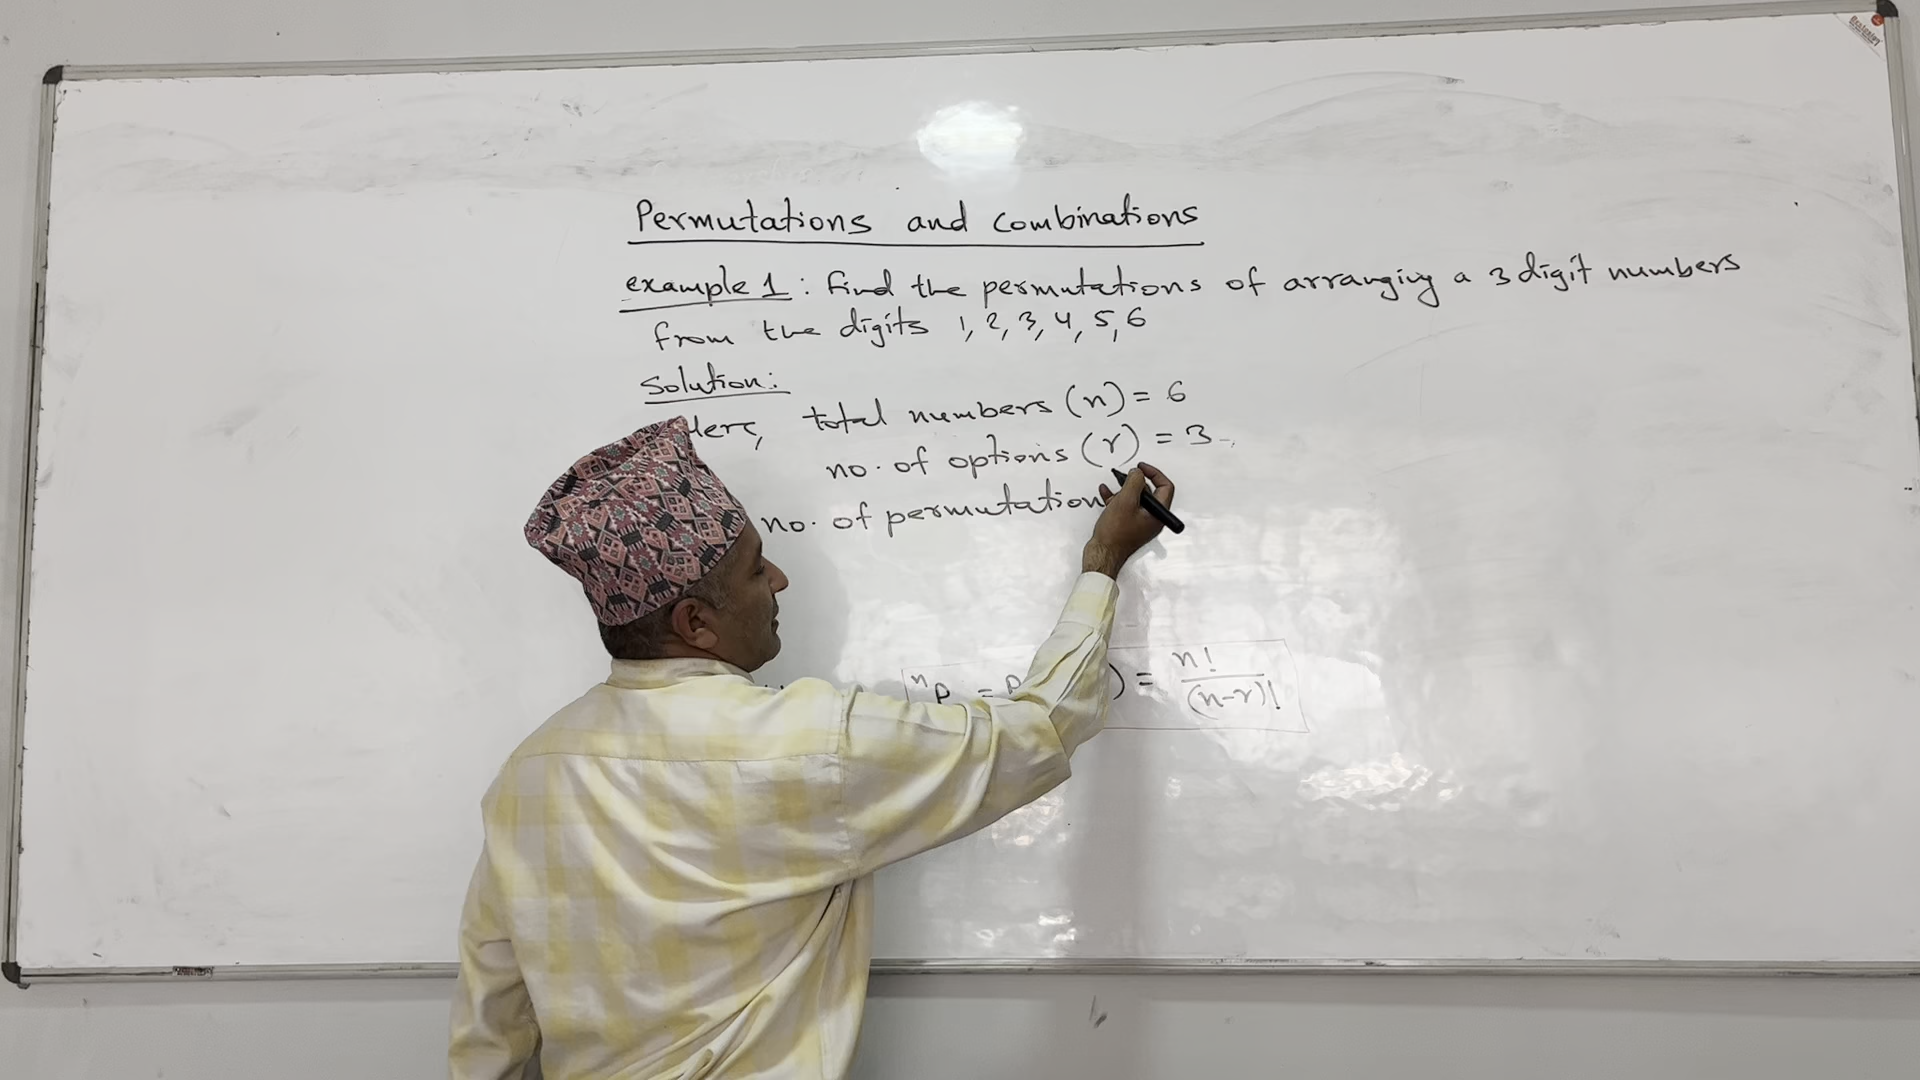 Permutations and Combinations
example 1: Find the permutations of arranging a 3 digit numbers
from the digits 1, 2, 3, 4, 5, 6
Solution:
Here, total numbers (n) = 6
no. of options (r) = 3
no. of permutation
ⁿP = P ) = n! / (n-r)!